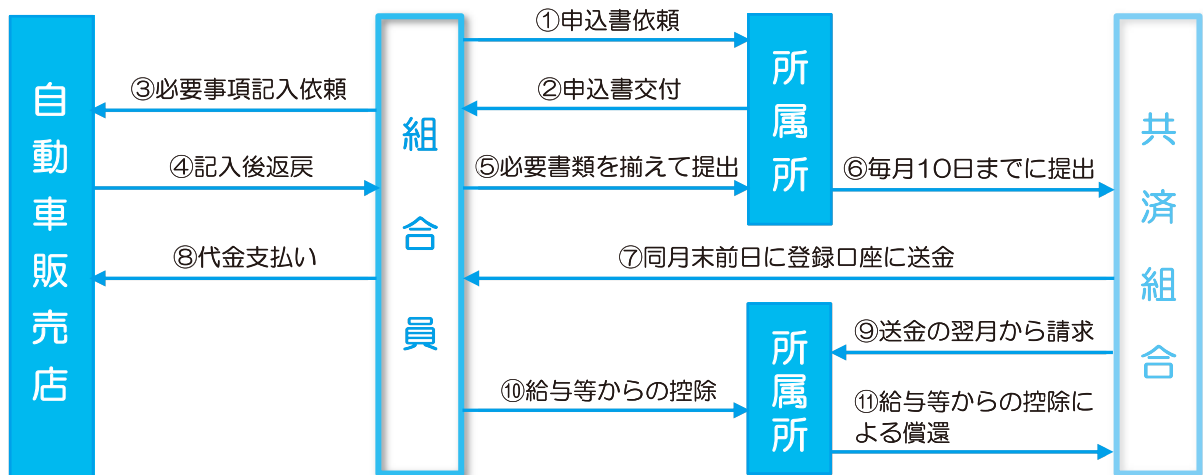 自動車販売店
組合員
所属所
共済組合
①申込書依頼
②申込書交付
③必要事項記入依頼
④記入後返戻
⑤必要書類を揃えて提出
⑥毎月10日までに提出
⑦同月末前日に登録口座に送金
⑧代金支払い
所属所
⑨送金の翌月から請求
⑩給与等からの控除
⑪給与等からの控除に
よる償還